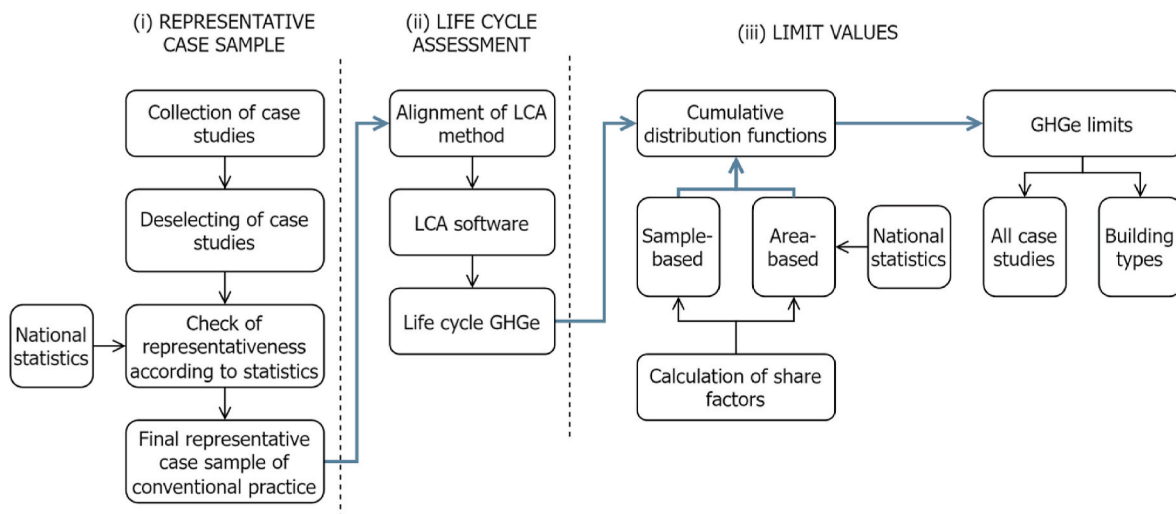 (i) REPRESENTATIVE
CASE SAMPLE
Collection of case
studies
Deselecting of case
studies
National
statistics
Check of
representativeness
according to statistics
Final representative
case sample of
conventional practice
(ii) LIFE CYCLE
ASSESSMENT
Alignment of LCA
method
LCA software
Life cycle GHGe
(iii) LIMIT VALUES
Cumulative
distribution functions
GHGe limits
Sample-
based
Area-
based
National
statistics
All case
studies
Building
types
Calculation of share
factors